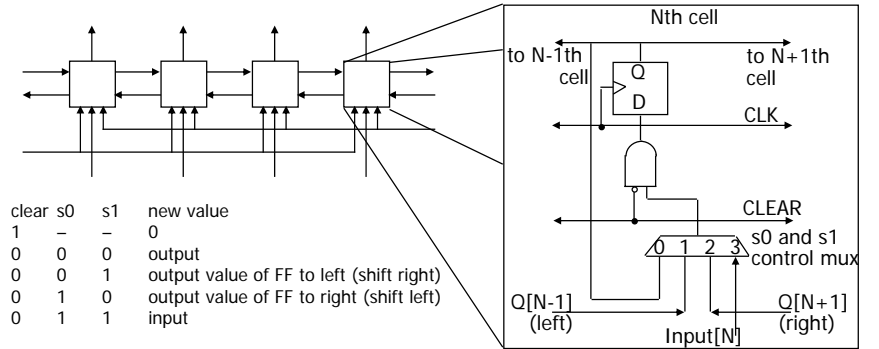 Nth cell
to N-1th
cell
to N+1th
cell
Q
D
CLK
CLEAR
0 1 2 3
s0 and s1
control mux
Q[N-1]
(left)
Q[N+1]
(right)
Input[N]
clear s0 s1 new value
1 – – 0
0 0 0 output
0 0 1 output value of FF to left (shift right)
0 1 0 output value of FF to right (shift left)
0 1 1 input